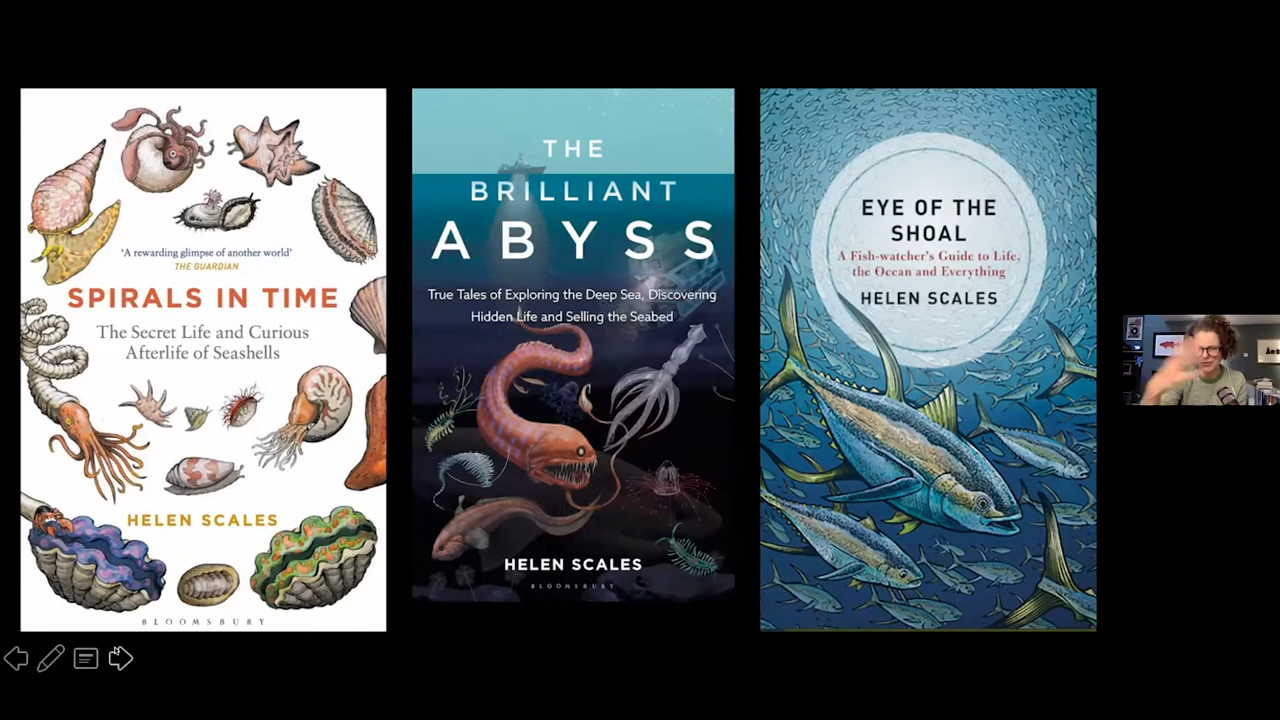 'A rewarding glimpse of another world'
THE GUARDIAN
SPIRALS IN TIME
The Secret Life and Curious
Afterlife of Seashells
HELEN SCALES
BLOOMSBURY
THE
BRILLIANT
ABYSS
True Tales of Exploring the Deep Sea, Discovering
Hidden Life and Selling the Seabed
HELEN SCALES
BLOOMSBURY
EYE OF THE
SHOAL
A Fish-watcher's Guide to Life,
the Ocean and Everything
HELEN SCALES